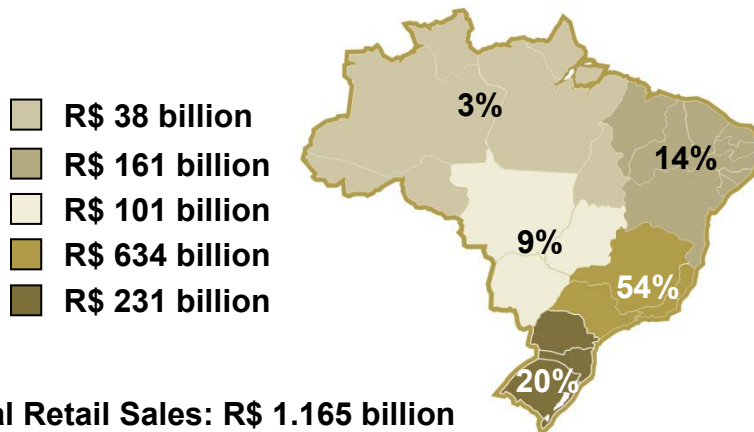 R$ 38 billion
R$ 161 billion
R$ 101 billion
R$ 634 billion
R$ 231 billion
3%
14%
9%
54%
20%
al Retail Sales: R$ 1.165 billion